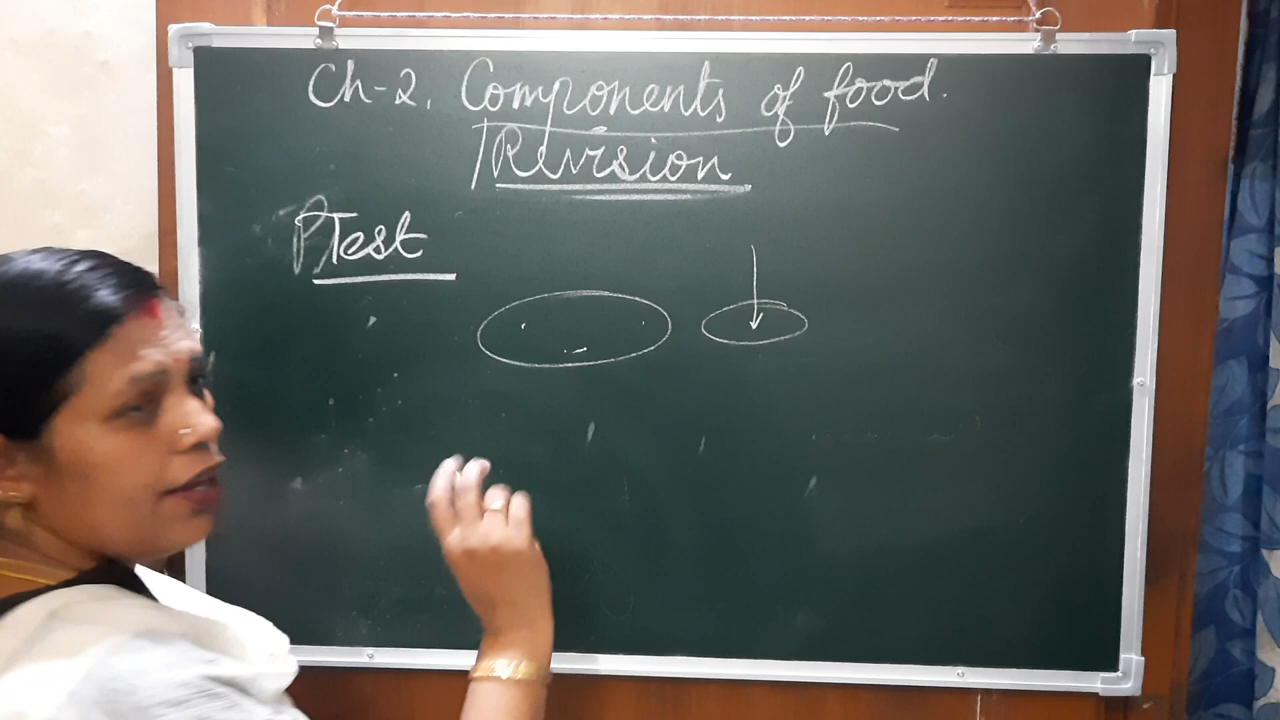 Ch-2. Components of food.
Revision
Test